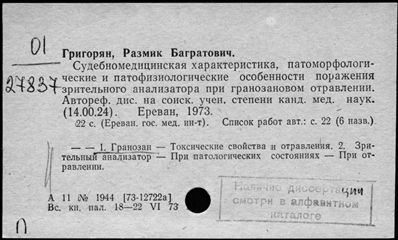 01
Григорян, Размик Багратович.
Судебномедицинская характеристика, патоморфологи-
27837
ческие и патофизиологические особенности поражения
зрительного анализатора при гранозановом отравлении.
Автореф. дис. на соиск. учен. степени канд. мед. наук.
(14.00.24). Ереван, 1973.
22 с. (Ереван. гос. мед. ин-т). Список работ авт.: с. 22 (6 назв.).
— — 1. Гранозан — Токсические свойства и отравления. 2. Зри-
тельный анализатор — При патологических состояниях — При от-
равлении.
А 11 № 1944 [73-12722а]
Вс. кн. пал. 18—22 VI 73
П
Наличие диссертации
смотри в алфавитном
каталоге